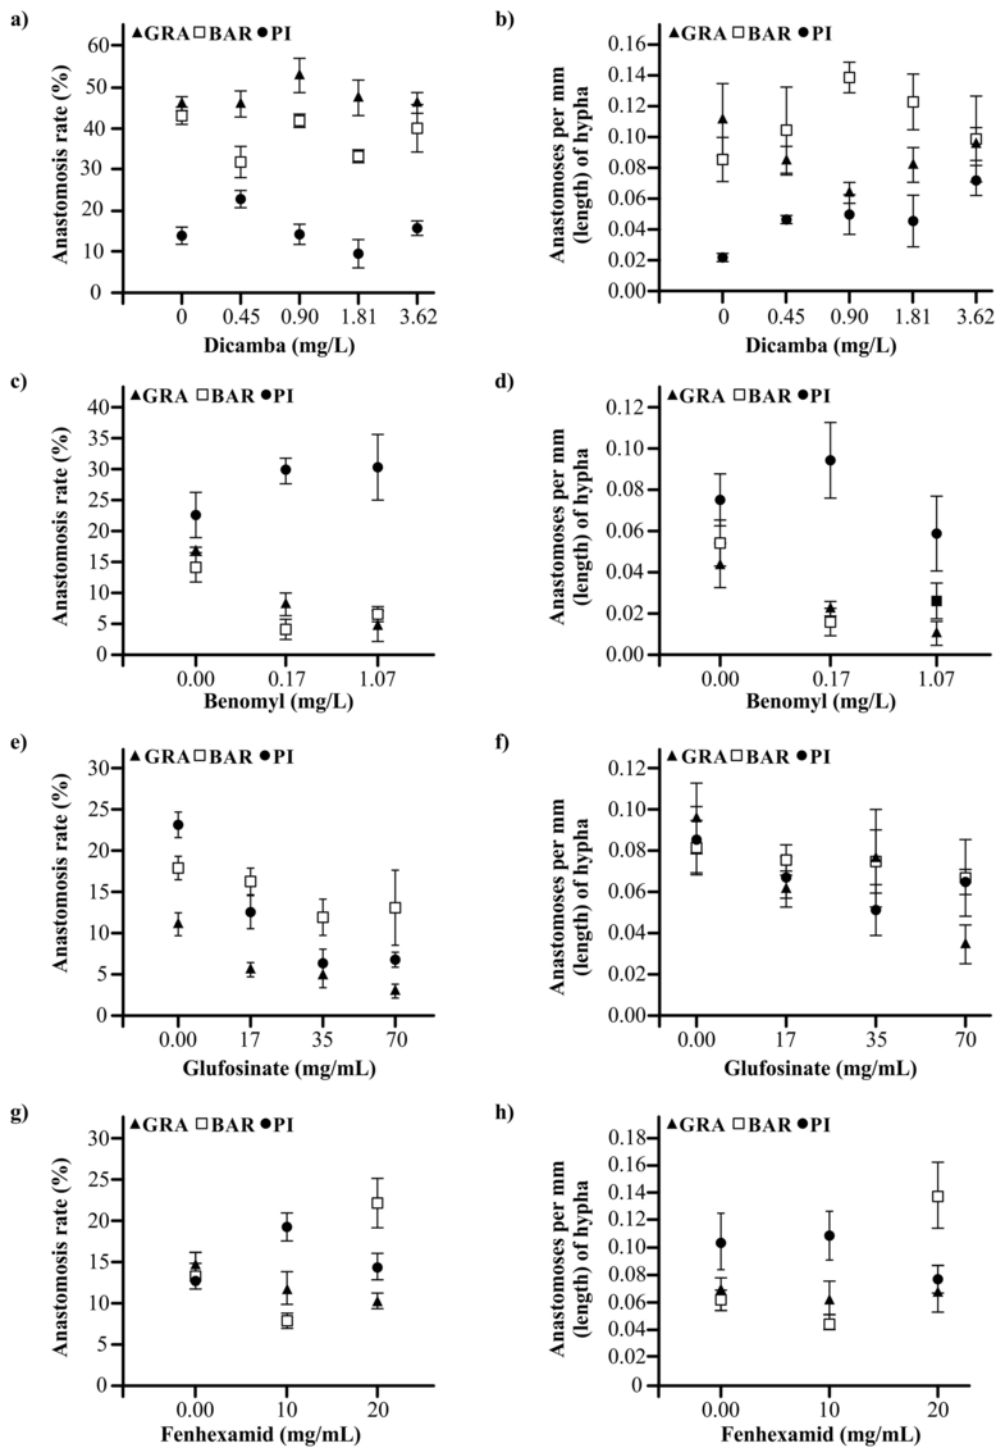 a)
▲GRA □BAR ●PI
Anastomosis rate (%)
60
50
40
30
20
10
0
0 0.45 0.90 1.81 3.62
Dicamba (mg/L)
b)
▲GRA □BAR ●PI
Anastomoses per mm
(length) of hypha
0.16
0.14
0.12
0.10
0.08
0.06
0.04
0.02
0.00
0 0.45 0.90 1.81 3.62
Dicamba (mg/L)
c)
▲GRA □BAR ●PI
Anastomosis rate (%)
40
35
30
25
20
15
10
5
0
0.00 0.17 1.07
Benomyl (mg/L)
d)
▲GRA □BAR ●PI
Anastomoses per mm
(length) of hypha
0.12
0.10
0.08
0.06
0.04
0.02
0.00
0.00 0.17 1.07
Benomyl (mg/L)
e)
▲GRA □BAR ●PI
Anastomosis rate (%)
30
25
20
15
10
5
0
0.00 17 35 70
Glufosinate (mg/mL)
f)
▲GRA □BAR ●PI
Anastomoses per mm
(length) of hypha
0.12
0.10
0.08
0.06
0.04
0.02
0.00
0.00 17 35 70
Glufosinate (mg/mL)
g)
▲GRA □BAR ●PI
Anastomosis rate (%)
30
25
20
15
10
5
0
0.00 10 20
Fenhexamid (mg/mL)
h)
▲GRA □BAR ●PI
Anastomoses per mm
(length) of hypha
0.18
0.16
0.14
0.12
0.10
0.08
0.06
0.04
0.02
0
0.00 10 20
Fenhexamid (mg/mL)